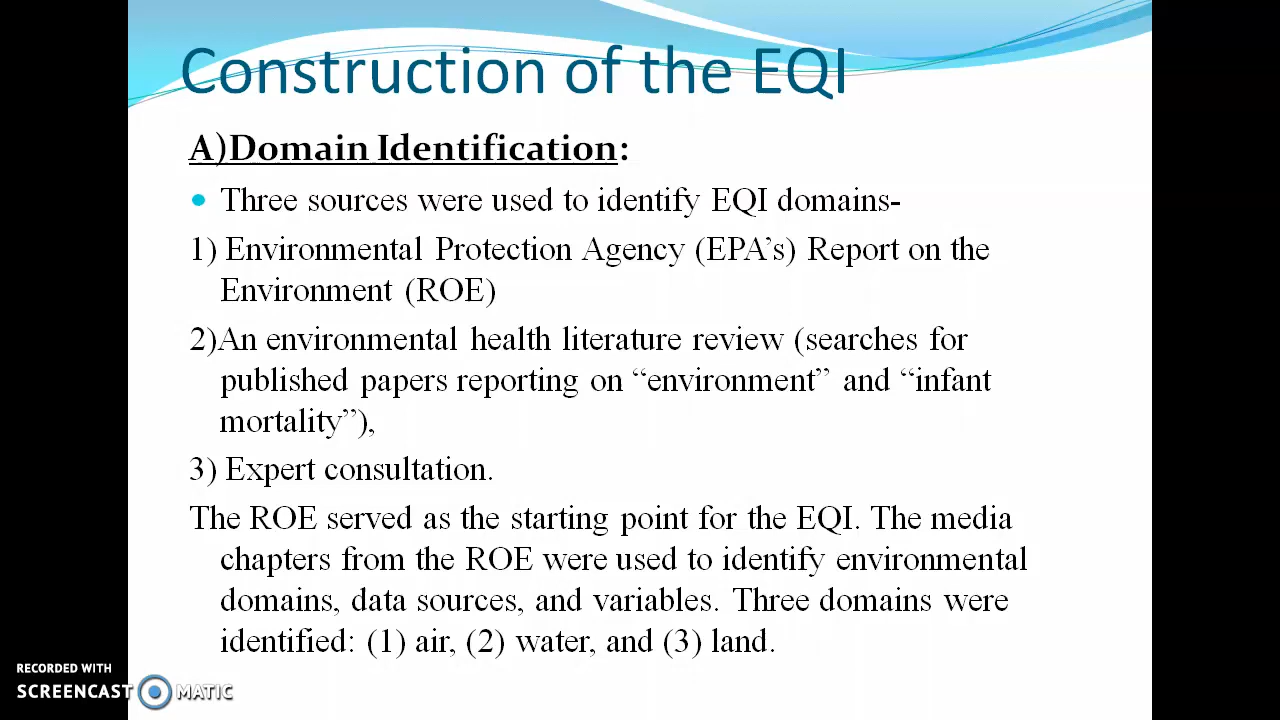 Construction of the EQI
A)Domain Identification:
Three sources were used to identify EQI domains-
1) Environmental Protection Agency (EPA’s) Report on the
Environment (ROE)
2)An environmental health literature review (searches for
published papers reporting on “environment” and “infant
mortality”),
3) Expert consultation.
The ROE served as the starting point for the EQI. The media
chapters from the ROE were used to identify environmental
domains, data sources, and variables. Three domains were
identified: (1) air, (2) water, and (3) land.
RECORDED WITH
SCREENCAST MATIC